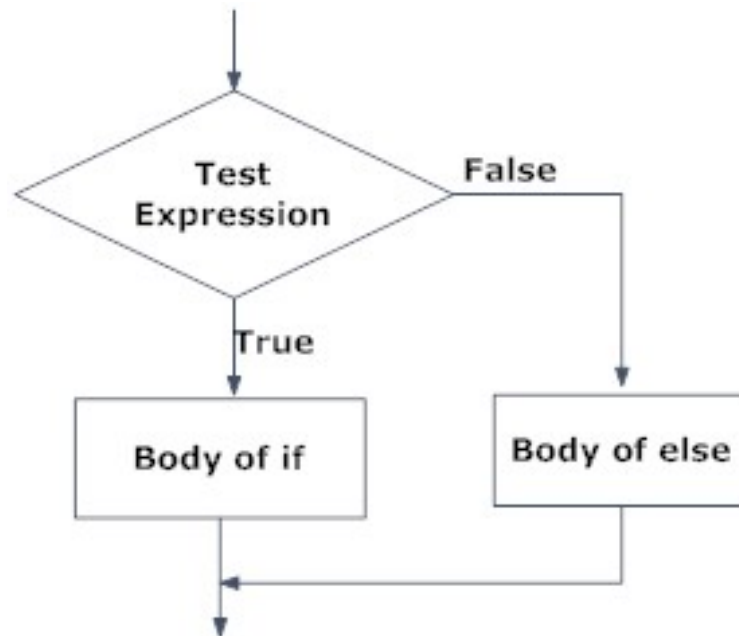 Test
Expression
False
True
Body of if
Body of else